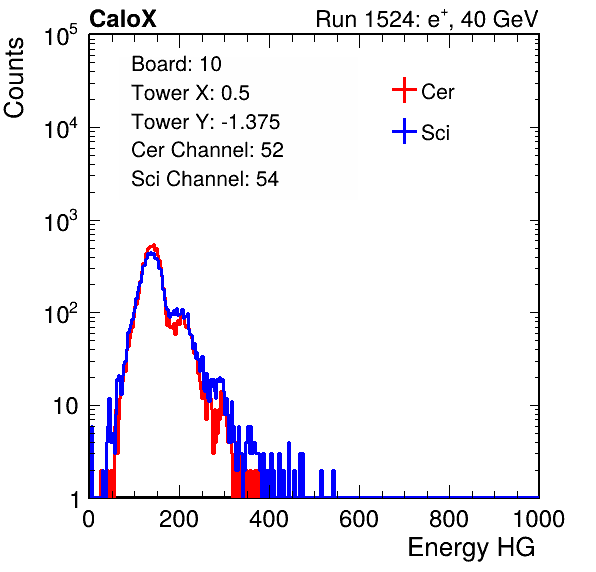 CaloX Run 1524: e⁺, 40 GeV
Counts
10⁵
10⁴
10³
10²
10
1
Board: 10
Tower X: 0.5
Tower Y: -1.375
Cer Channel: 52
Sci Channel: 54
Cer
Sci
0 200 400 600 800 1000
Energy HG